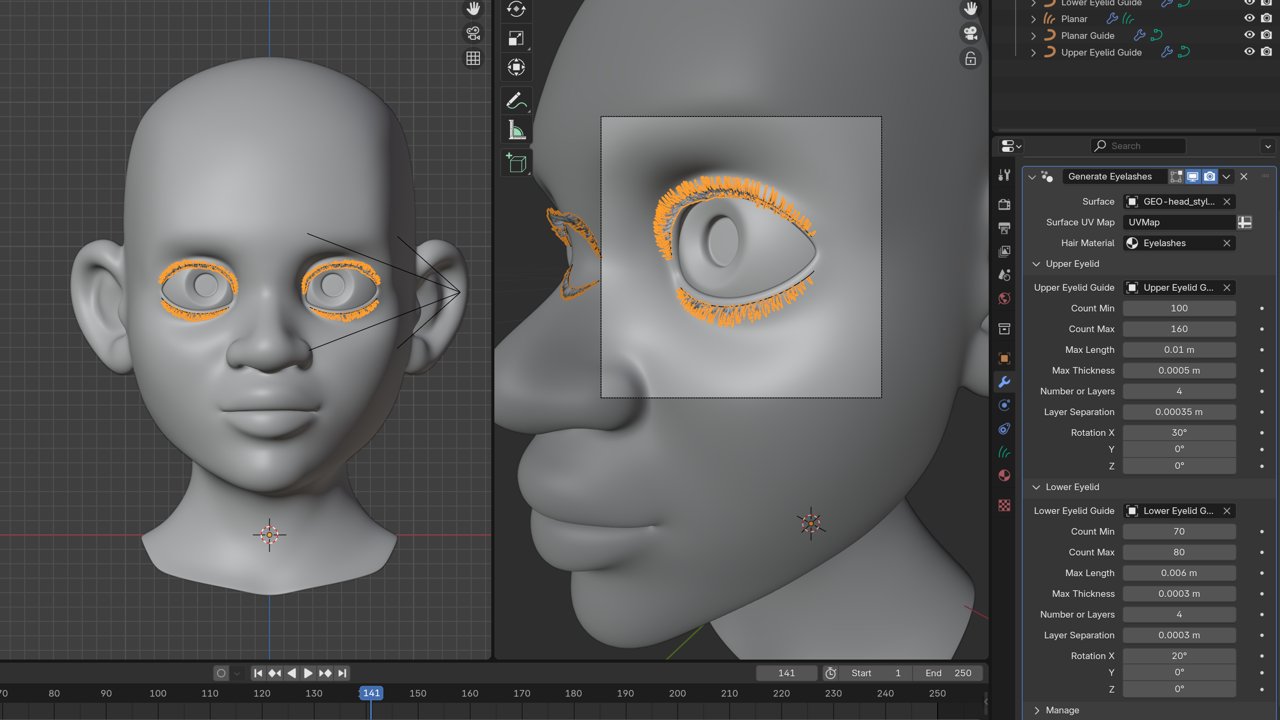 Lower Eyelid Guide
Planar
Planar Guide
Upper Eyelid Guide
Search
Generate Eyelashes
Surface GEO-head_styl...
Surface UV Map UVMap
Hair Material Eyelashes
Upper Eyelid
Upper Eyelid Guide Upper Eyelid G...
Count Min 100
Count Max 160
Max Length 0.01 m
Max Thickness 0.0005 m
Number or Layers 4
Layer Separation 0.00035 m
Rotation X 30°
Y 0°
Z 0°
Lower Eyelid
Lower Eyelid Guide Lower Eyelid G...
Count Min 70
Count Max 80
Max Length 0.006 m
Max Thickness 0.0003 m
Number or Layers 4
Layer Separation 0.0003 m
Rotation X 20°
Y 0°
Z 0°
Manage
141 Start 1 End 250
70 80 90 100 110 120 130 141 150 160 170 180 190 200 210 220 230 240 250